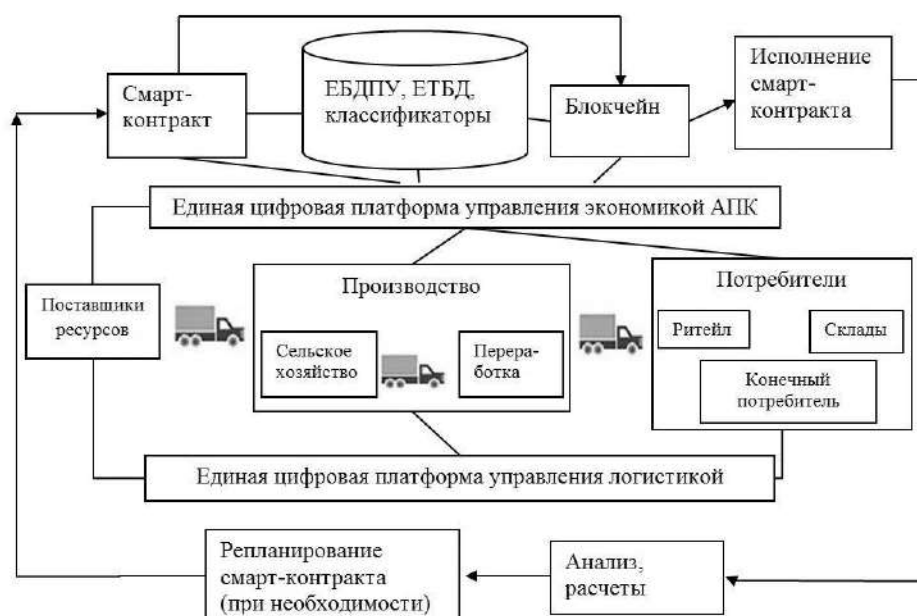 Смарт-
контракт
ЕБДПУ, ЕТБД,
классификаторы
Блокчейн
Исполнение
смарт-
контракта
Единая цифровая платформа управления экономикой АПК
Поставщики
ресурсов
Производство
Сельское
хозяйство
Перера-
ботка
Потребители
Ритейл
Склады
Конечный
потребитель
Единая цифровая платформа управления логистикой
Репланирование
смарт-контракта
(при необходимости)
Анализ,
расчеты